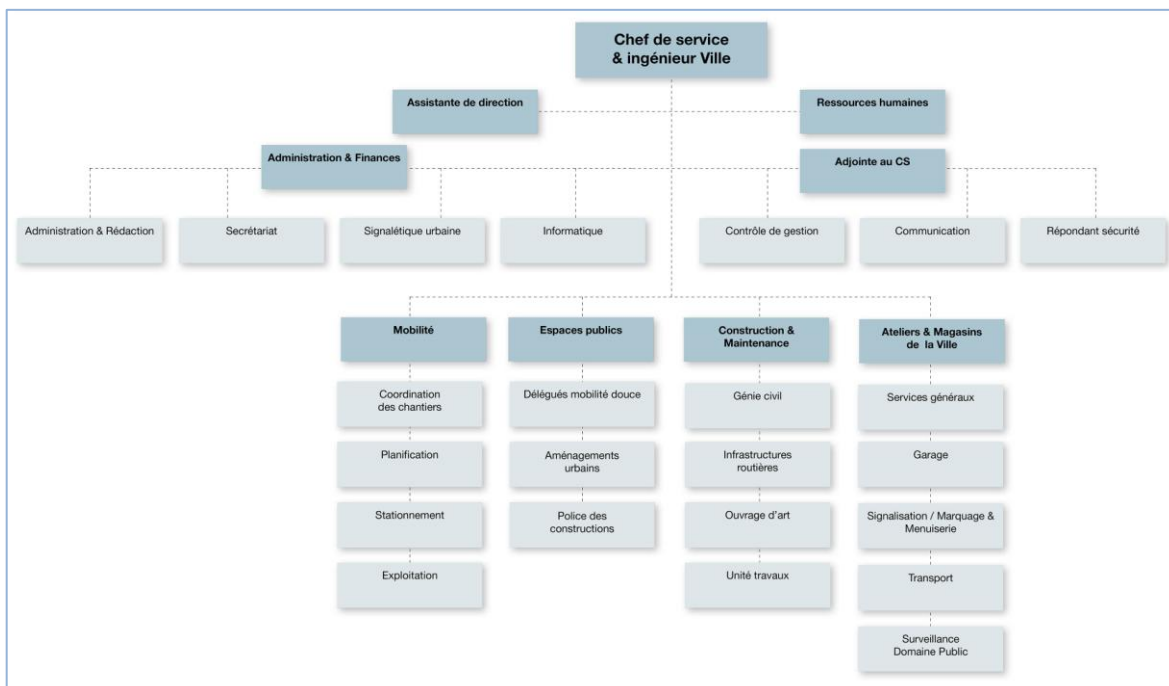 Chef de service
& ingénieur Ville
Assistante de direction
Ressources humaines
Administration & Finances
Adjointe au CS
Administration & Rédaction
Secrétariat
Signalétique urbaine
Informatique
Contrôle de gestion
Communication
Répondant sécurité
Mobilité
Espaces publics
Construction &
Maintenance
Ateliers & Magasins
de la Ville
Coordination
des chantiers
Délégués mobilité douce
Génie civil
Services généraux
Planification
Aménagements
urbains
Infrastructures
routières
Garage
Stationnement
Police des
constructions
Ouvrage d'art
Signalisation / Marquage &
Menuiserie
Exploitation
Unité travaux
Transport
Surveillance
Domaine Public